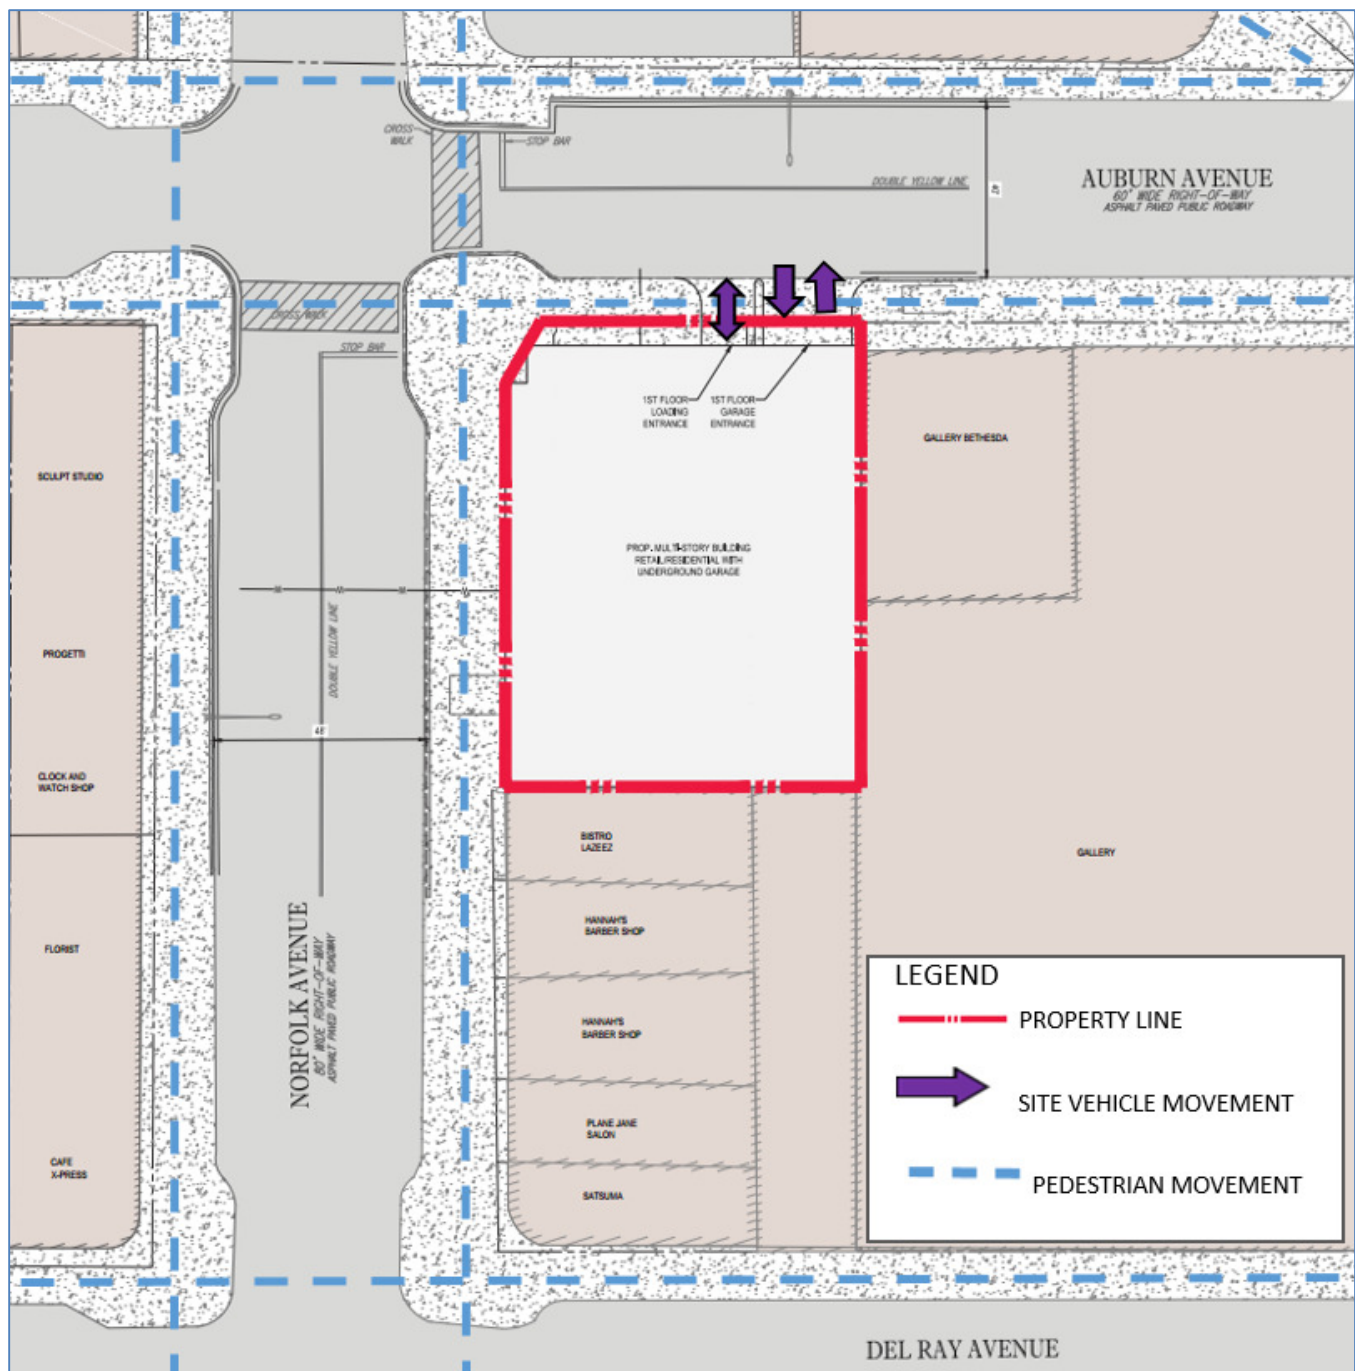 CROSS
WALK
STOP BAR
DOUBLE YELLOW LINE
AUBURN AVENUE
60' WIDE RIGHT-OF-WAY
ASPHALT PAVED PUBLIC ROADWAY
CROSS WALK
STOP BAR
1ST FLOOR
LOADING
ENTRANCE
1ST FLOOR
GARAGE
ENTRANCE
GALLERY BETHESDA
SCULPT STUDIO
PROP. MULTI-STORY BUILDING
RETAIL/RESIDENTIAL WITH
UNDERGROUND GARAGE
DOUBLE YELLOW LINE
PROGETTI
48'
CLOCK AND
WATCH SHOP
BISTRO
LAZEEZ
GALLERY
HANNAH'S
BARBER SHOP
FLORIST
NORFOLK AVENUE
80' WIDE RIGHT-OF-WAY
ASPHALT PAVED PUBLIC ROADWAY
HANNAH'S
BARBER SHOP
PLANE JANE
SALON
CAFE
X-PRESS
SATSUMA
LEGEND
PROPERTY LINE
SITE VEHICLE MOVEMENT
PEDESTRIAN MOVEMENT
DEL RAY AVENUE